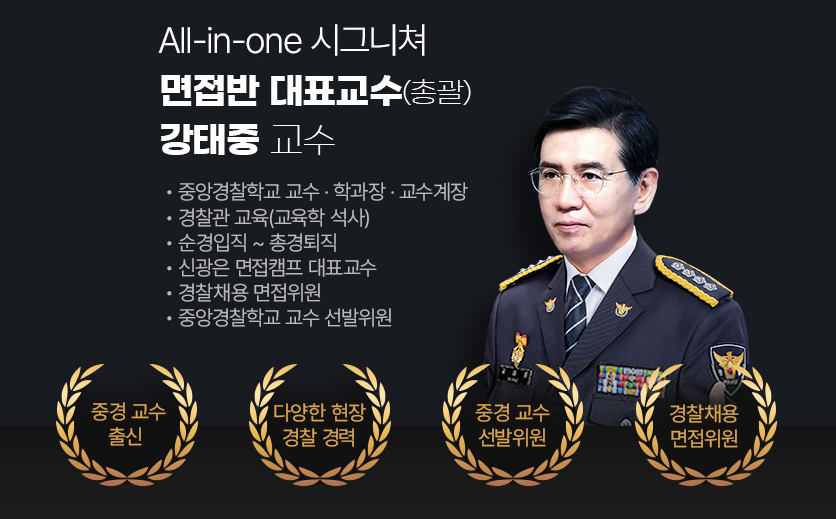 All-in-one 시그니쳐
면접반 대표교수(총괄)
강태중 교수
• 중앙경찰학교 교수 · 학과장 · 교수계장
• 경찰관 교육(교육학 석사)
• 순경입직 ~ 총경퇴직
• 신광은 면접캠프 대표교수
• 경찰채용 면접위원
• 중앙경찰학교 교수 선발위원
중경 교수
출신
다양한 현장
경찰 경력
중경 교수
선발위원
경찰채용
면접위원